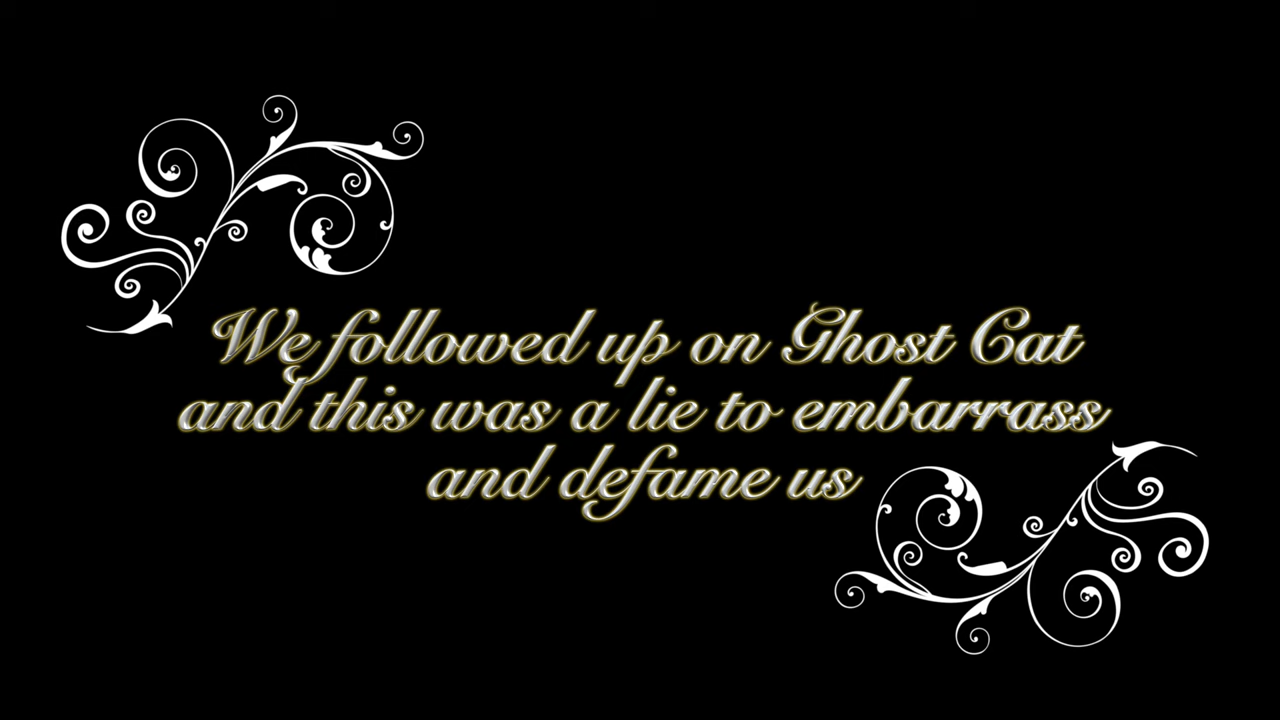 We followed up on Ghost Cat
and this was a lie to embarrass
and defame us